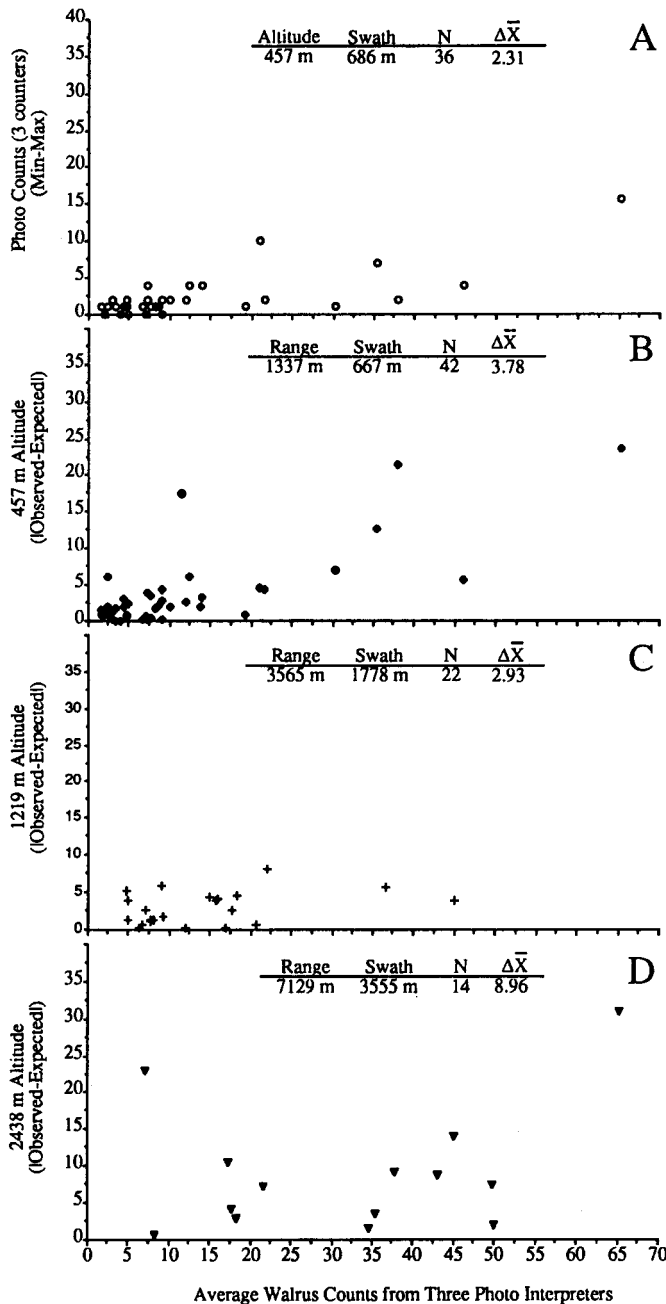 A
Altitude Swath N ΔX̅
457 m 686 m 36 2.31
Photo Counts (3 counters)
(Min-Max)
40
35
30
25
20
15
10
5
0
B
Range Swath N ΔX̅
1337 m 667 m 42 3.78
457 m Altitude
(|Observed-Expected|)
35
30
25
20
15
10
5
0
C
Range Swath N ΔX̅
3565 m 1778 m 22 2.93
1219 m Altitude
(|Observed-Expected|)
35
30
25
20
15
10
5
0
D
Range Swath N ΔX̅
7129 m 3555 m 14 8.96
2438 m Altitude
(|Observed-Expected|)
35
30
25
20
15
10
5
0
0 5 10 15 20 25 30 35 40 45 50 55 60 65 70
Average Walrus Counts from Three Photo Interpreters